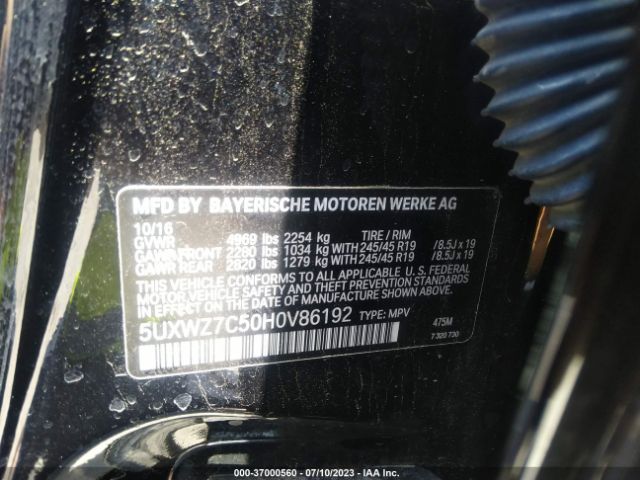 MFD BY BAYERISCHE MOTOREN WERKE AG
10/16 TIRE / RIM
GVWR 4969 lbs 2254 kg
GAWR FRONT 2280 lbs 1034 kg WITH 245/45 R19 /8.5J x 19
GAWR REAR 2820 lbs 1279 kg WITH 245/45 R19 /8.5J x 19
THIS VEHICLE CONFORMS TO ALL APPLICABLE U.S. FEDERAL
MOTOR VEHICLE SAFETY AND THEFT PREVENTION STANDARDS
IN EFFECT ON THE DATE OF MANUFACTURE SHOWN ABOVE.
5UXWZ7C50H0V86192 TYPE: MPV 475M
7 320 730
000-37000560 - 07/10/2023 - IAA Inc.